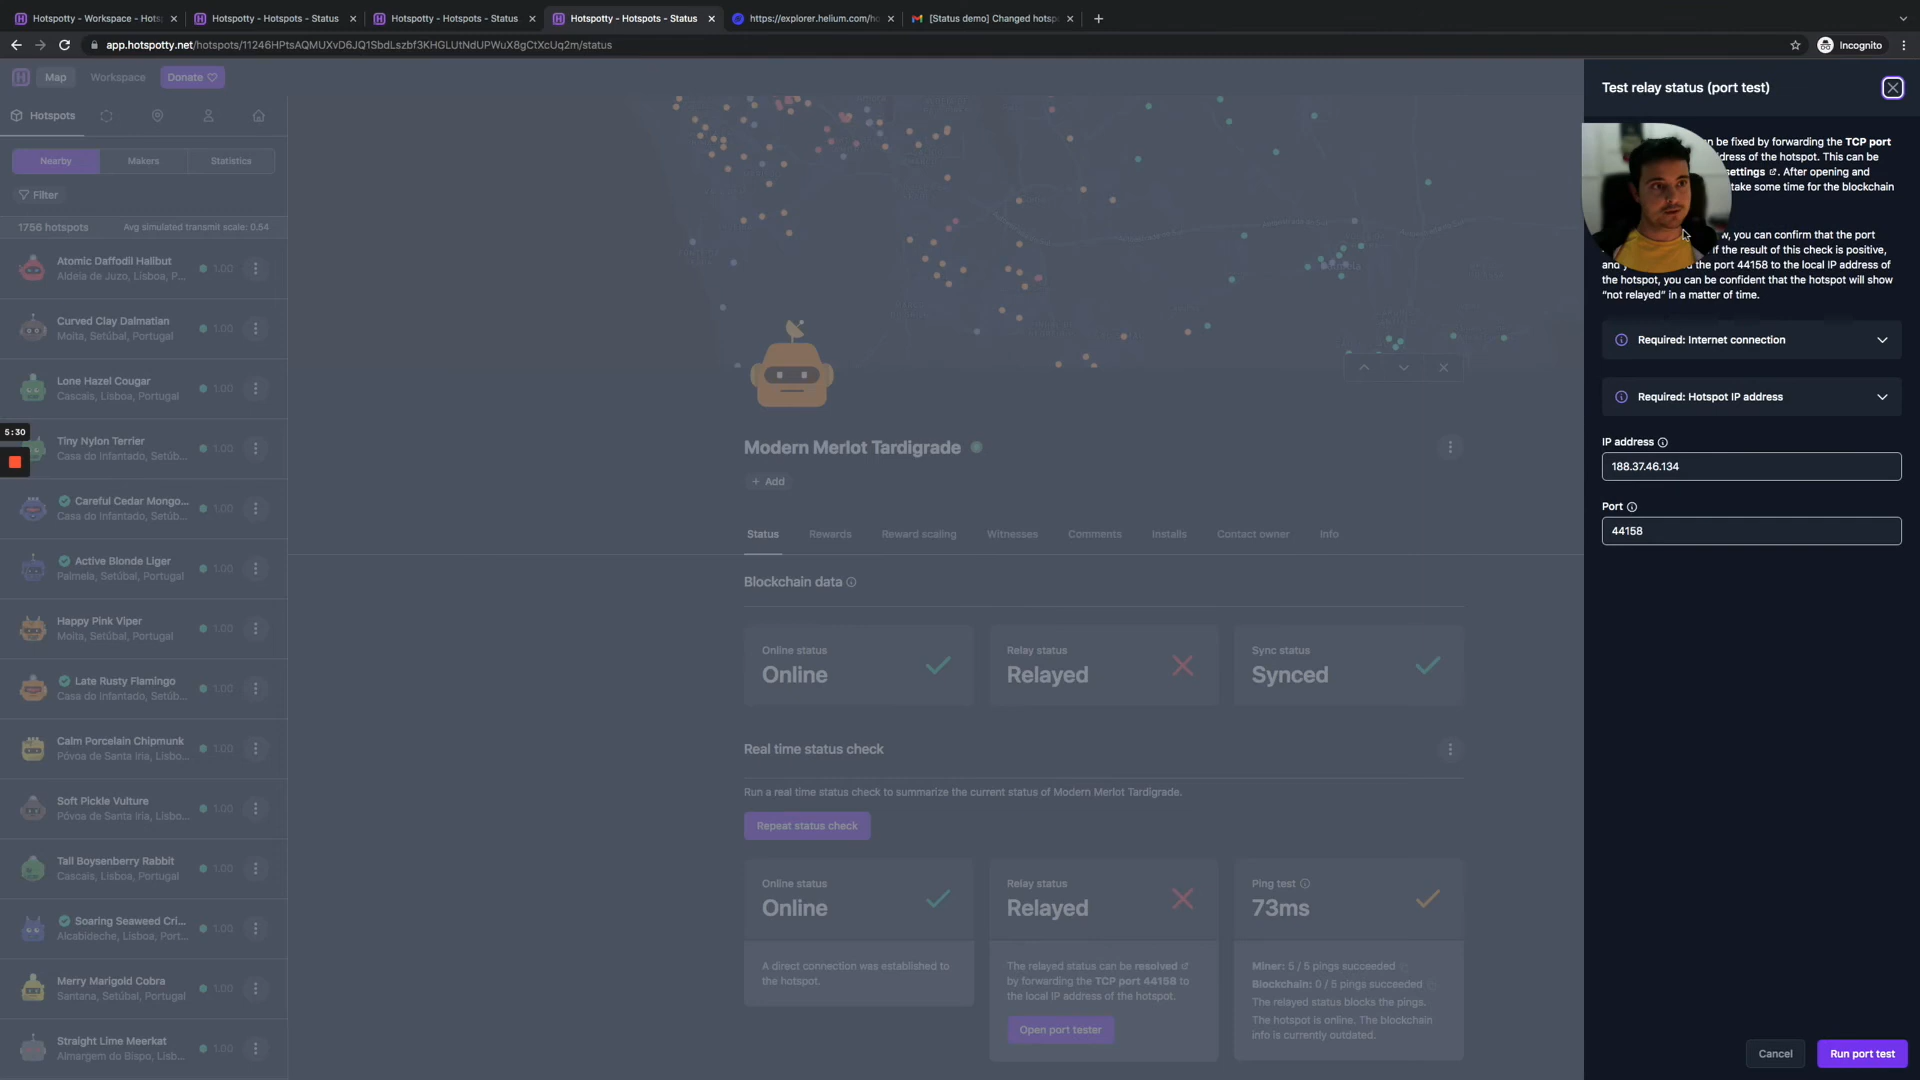 Hotspotty - Workspace - Hots
Hotspotty - Hotspots - Status
Hotspotty - Hotspots - Status
Hotspotty - Hotspots - Status
https://explorer.helium.com/ho
[Status demo] Changed hotsp
app.hotspotty.net/hotspots/11246HPtsAQMUXvD6JQ1SbdLszbf3KHGLUtNdUPWuX8gCtXcUq2m/status
Incognito
Map
Workspace
Donate
Test relay status (port test)
Hotspots
Nearby
Makers
Statistics
Filter
1756 hotspots
Avg simulated transmit scale: 0.54
Atomic Daffodil Halibut
Aldeia de Juzo, Lisboa, P...
1.00
Curved Clay Dalmatian
Moita, Setúbal, Portugal
1.00
Lone Hazel Cougar
Cascais, Lisboa, Portugal
1.00
5:30
Tiny Nylon Terrier
Casa do Infantado, Setúb...
1.00
Careful Cedar Mongo...
Casa do Infantado, Setúb...
1.00
Active Blonde Liger
Palmela, Setúbal, Portugal
1.00
Happy Pink Viper
Moita, Setúbal, Portugal
1.00
Late Rusty Flamingo
Casa do Infantado, Setúb...
1.00
Calm Porcelain Chipmunk
Póvoa de Santa Iria, Lisbo...
1.00
Soft Pickle Vulture
Póvoa de Santa Iria, Lisbo...
1.00
Tall Boysenberry Rabbit
Cascais, Lisboa, Portugal
1.00
Soaring Seaweed Cri...
Alcabideche, Lisboa, Port...
1.00
Merry Marigold Cobra
Santana, Setúbal, Portugal
1.00
Straight Lime Meerkat
Almargem do Bispo, Lisb...
1.00
Modern Merlot Tardigrade
+ Add
Status
Rewards
Reward scaling
Witnesses
Comments
Installs
Contact owner
Info
Blockchain data
Online status
Online
Relay status
Relayed
Sync status
Synced
Real time status check
Run a real time status check to summarize the current status of Modern Merlot Tardigrade.
Repeat status check
Online status
Online
A direct connection was established to
the hotspot.
Relay status
Relayed
The relayed status can be resolved
by forwarding the TCP port 44158 to
the local IP address of the hotspot.
Open port tester
Ping test
73ms
Miner: 5 / 5 pings succeeded
Blockchain: 0 / 5 pings succeeded
The relayed status blocks the pings.
The hotspot is online. The blockchain
info is currently outdated.
be fixed by forwarding the TCP port
dress of the hotspot. This can be
settings. After opening and
take some time for the blockchain
you can confirm that the port
if the result of this check is positive,
the port 44158 to the local IP address of
the hotspot, you can be confident that the hotspot will show
“not relayed” in a matter of time.
Required: Internet connection
Required: Hotspot IP address
IP address
188.37.46.134
Port
44158
Cancel
Run port test